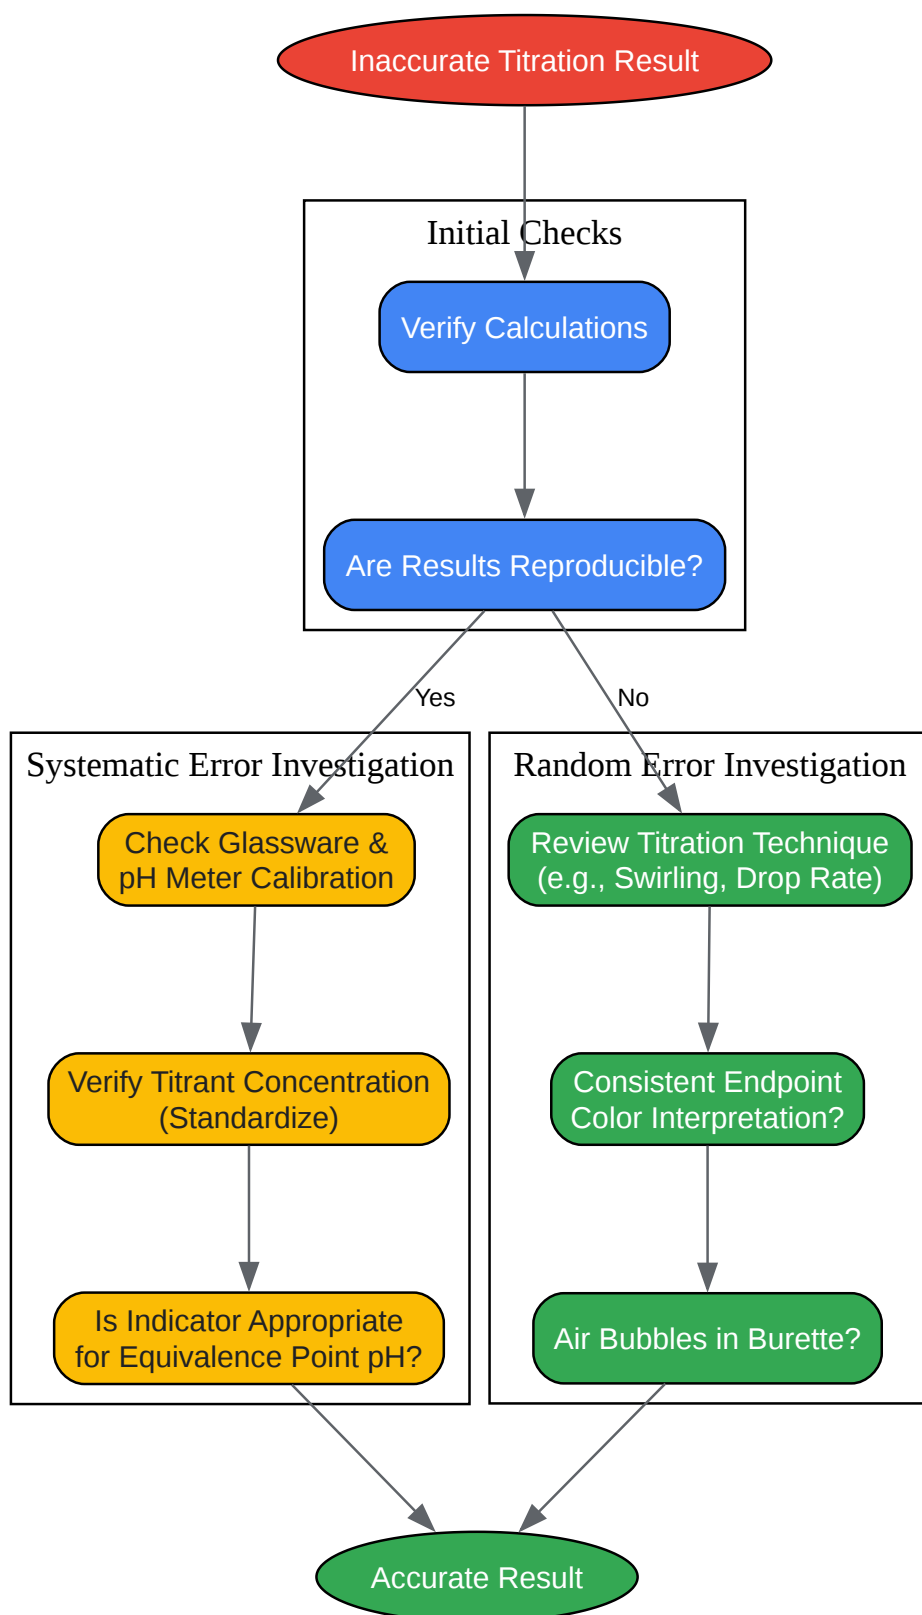 Inaccurate Titration Result
Initial Checks
Verify Calculations
Are Results Reproducible?
Yes
No
Systematic Error Investigation
Check Glassware &
pH Meter Calibration
Verify Titrant Concentration
(Standardize)
Is Indicator Appropriate
for Equivalence Point pH?
Random Error Investigation
Review Titration Technique
(e.g., Swirling, Drop Rate)
Consistent Endpoint
Color Interpretation?
Air Bubbles in Burette?
Accurate Result